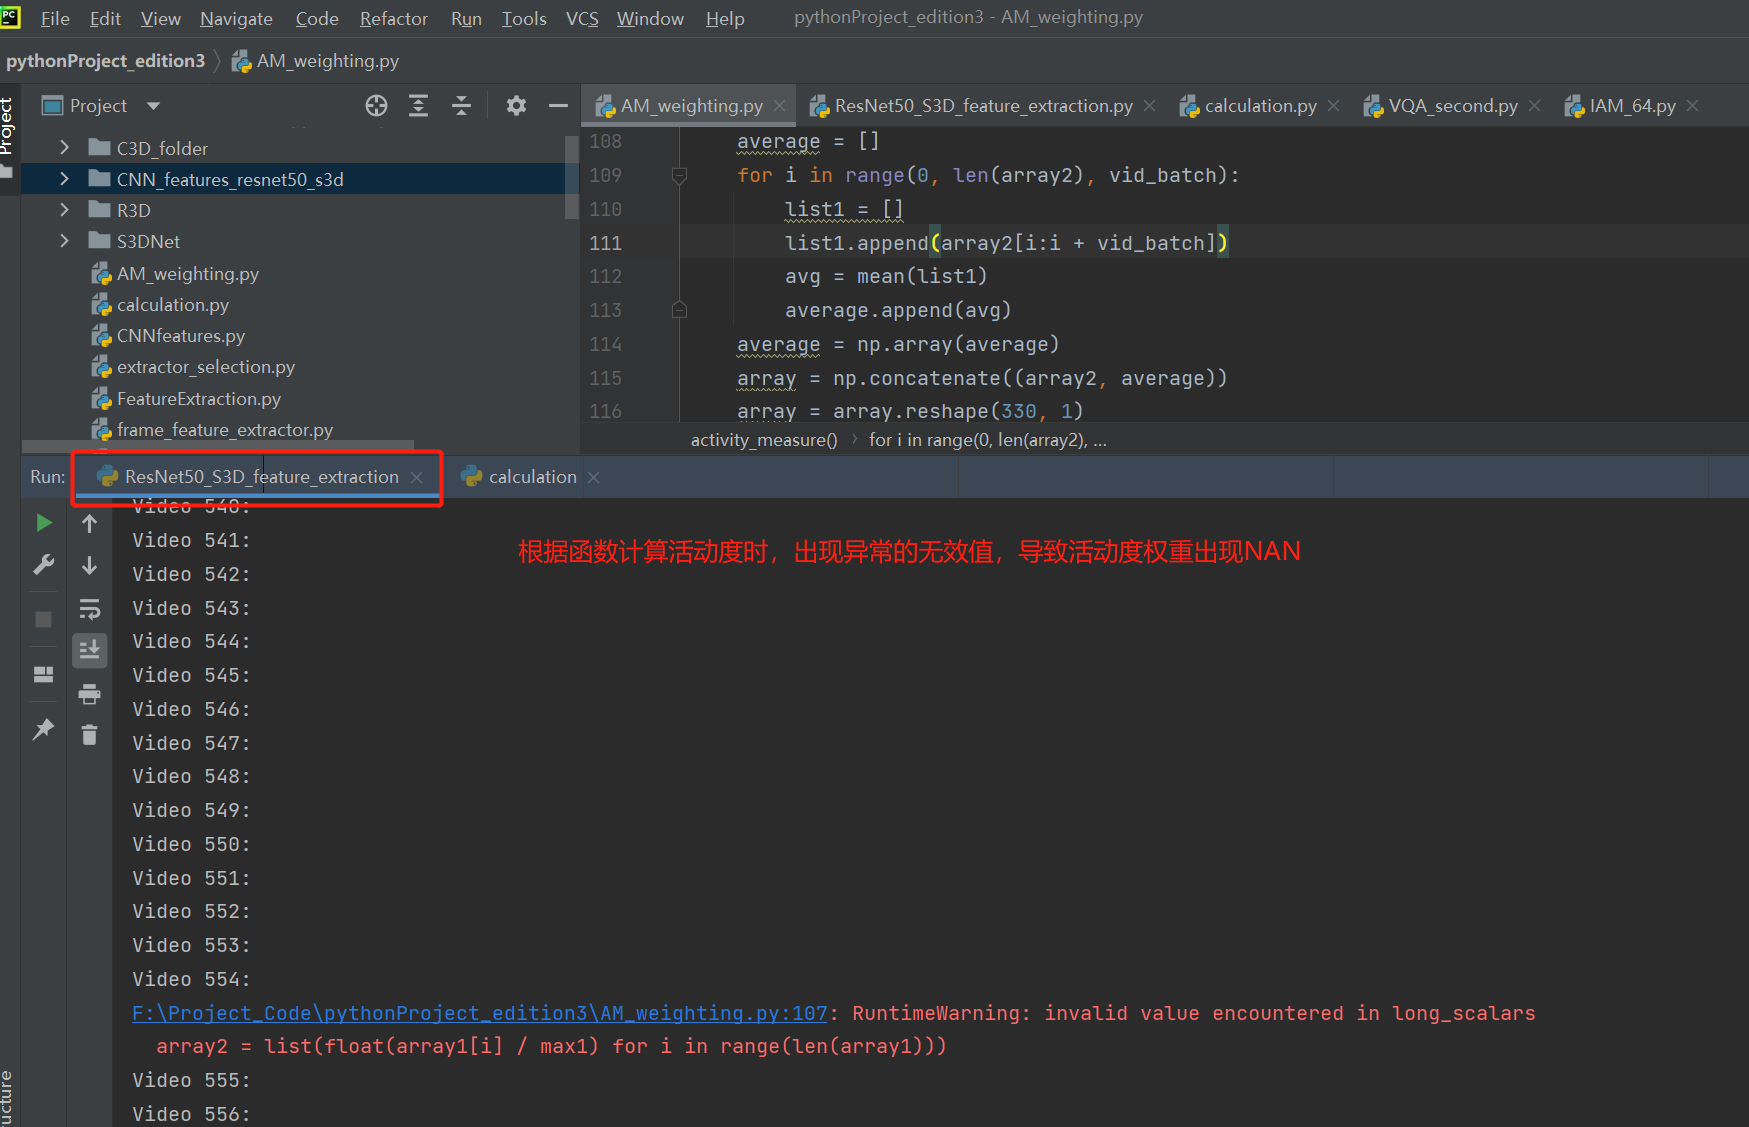 PC File Edit View Navigate Code Refactor Run Tools VCS Window Help pythonProject_edition3 - AM_weighting.py
pythonProject_edition3 AM_weighting.py
Project
Project
AM_weighting.py ResNet50_S3D_feature_extraction.py calculation.py VQA_second.py IAM_64.py
C3D_folder
CNN_features_resnet50_s3d
R3D
S3DNet
AM_weighting.py
calculation.py
CNNfeatures.py
extractor_selection.py
FeatureExtraction.py
frame_feature_extractor.py
108 average = []
109 for i in range(0, len(array2), vid_batch):
110 list1 = []
111 list1.append(array2[i:i + vid_batch])
112 avg = mean(list1)
113 average.append(avg)
114 average = np.array(average)
115 array = np.concatenate((array2, average))
116 array = array.reshape(330, 1)
activity_measure() for i in range(0, len(array2), ...
Run: ResNet50_S3D_feature_extraction calculation
根据函数计算活动度时，出现异常的无效值，导致活动度权重出现NAN
Video 540:
Video 541:
Video 542:
Video 543:
Video 544:
Video 545:
Video 546:
Video 547:
Video 548:
Video 549:
Video 550:
Video 551:
Video 552:
Video 553:
Video 554:
F:\Project_Code\pythonProject_edition3\AM_weighting.py:107: RuntimeWarning: invalid value encountered in long_scalars
array2 = list(float(array1[i] / max1) for i in range(len(array1)))
Video 555:
Video 556: